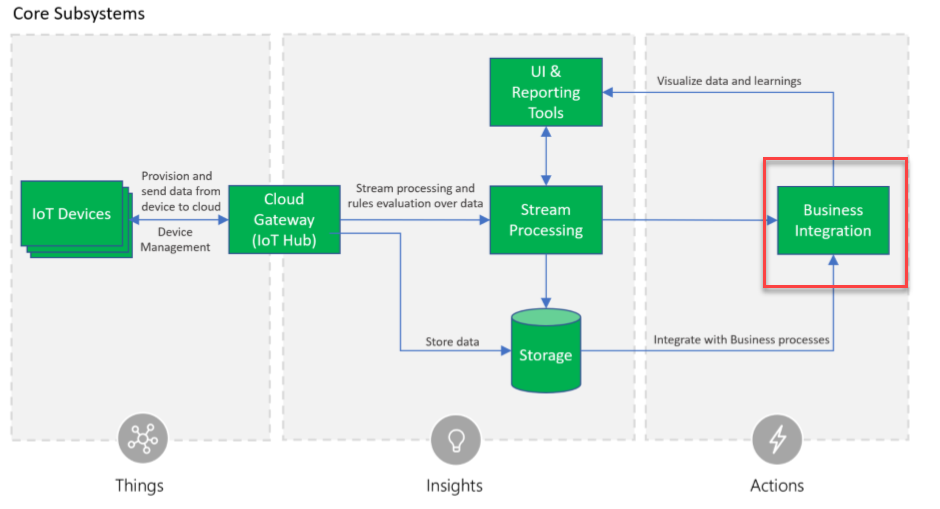 Core Subsystems
UI &
Reporting
Tools
Visualize data and learnings
Provision and
send data from
device to cloud
IoT Devices
Device
Management
Cloud
Gateway
(IoT Hub)
Stream processing and
rules evaluation over data
Stream
Processing
Business
Integration
Store data
Storage
Integrate with Business processes
Things
Insights
Actions